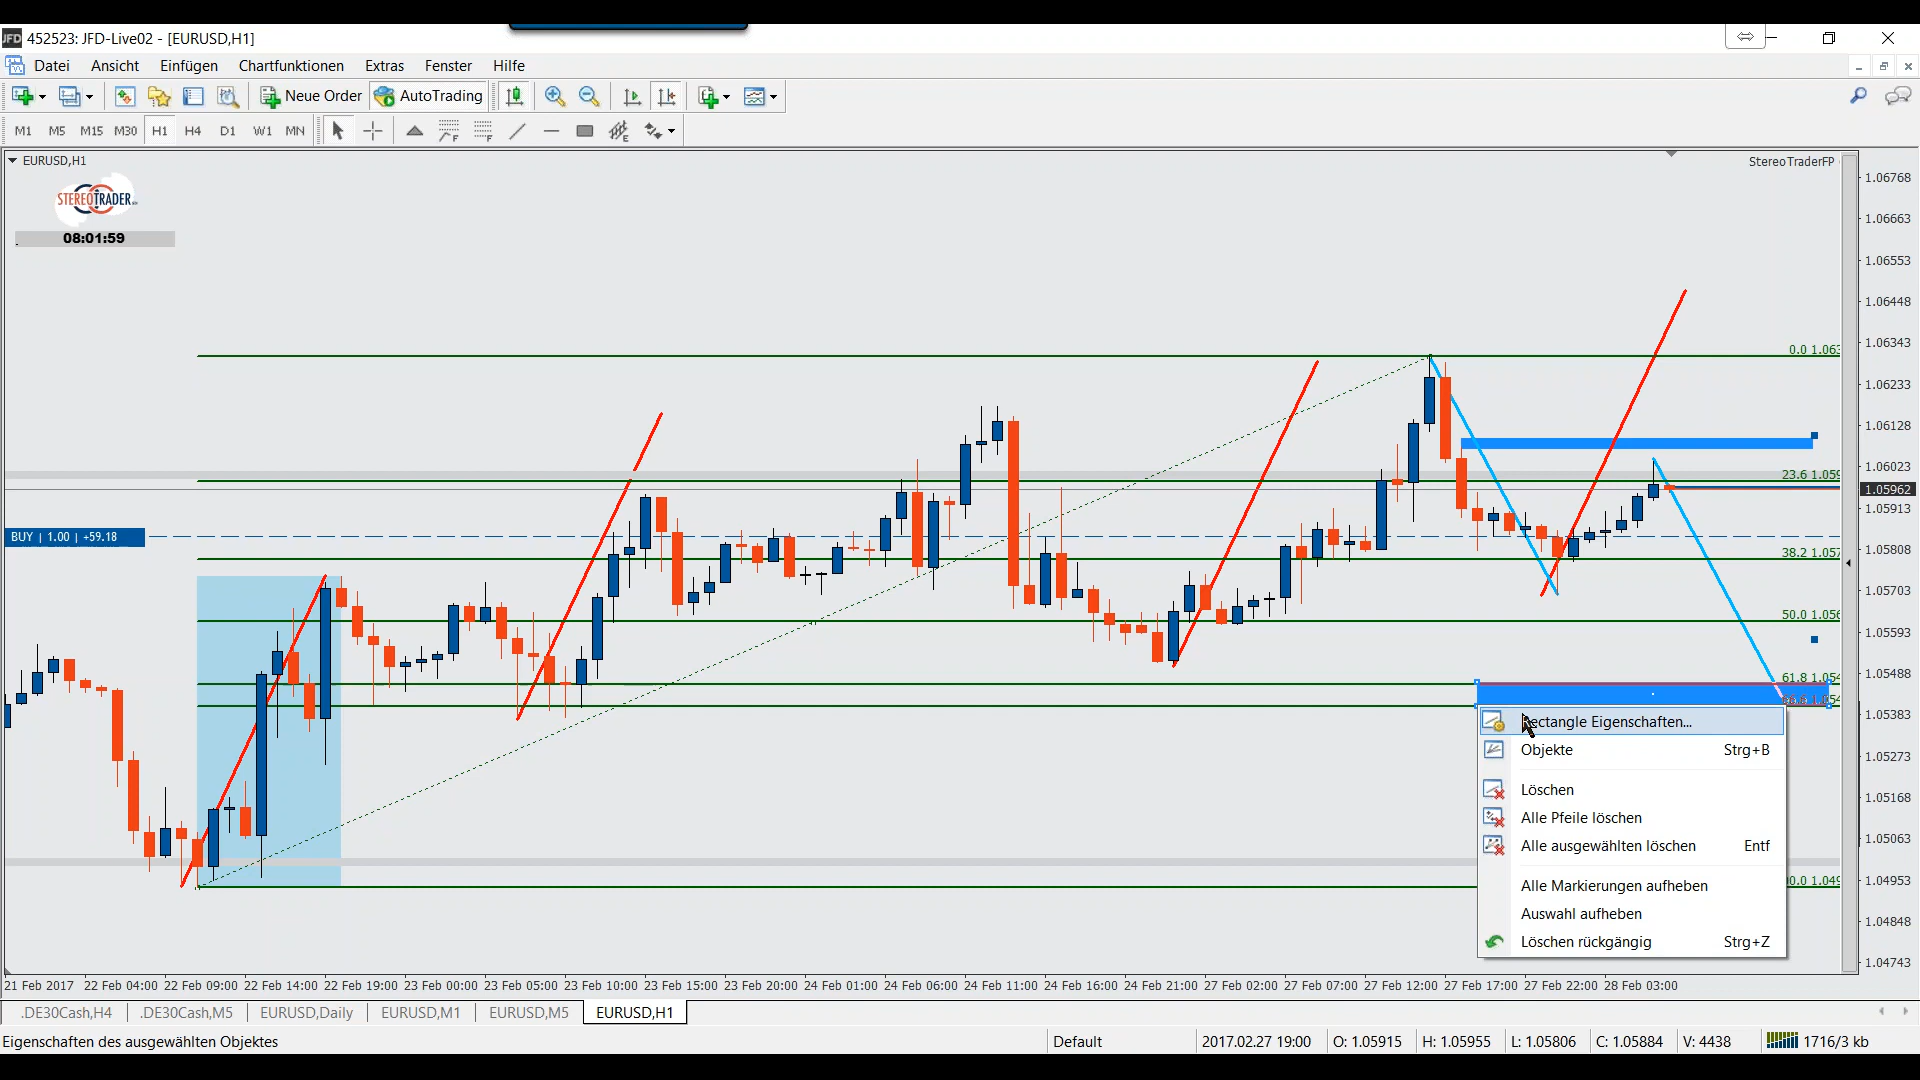 JFD 452523: JFD-Live02 - [EURUSD,H1]
Datei Ansicht Einfügen Chartfunktionen Extras Fenster Hilfe
Neue Order AutoTrading
M1 M5 M15 M30 H1 H4 D1 W1 MN
EURUSD,H1
StereoTraderFP
STEREOTRADER
08:01:59
1.06768
1.06663
1.06553
1.06448
1.06343
1.06233
1.06128
1.06023
1.05962
1.05913
1.05808
1.05703
1.05593
1.05488
1.05383
1.05273
1.05168
1.05063
1.04953
1.04848
1.04743
0.0 1.063
23.6 1.059
38.2 1.057
50.0 1.056
61.8 1.054
BUY | 1.00 | +59.18
Rectangle Eigenschaften...
Objekte Strg+B
Löschen
Alle Pfeile löschen
Alle ausgewählten löschen Entf
Alle Markierungen aufheben
Auswahl aufheben
Löschen rückgängig Strg+Z
21 Feb 2017 22 Feb 04:00 22 Feb 09:00 22 Feb 14:00 22 Feb 19:00 23 Feb 00:00 23 Feb 05:00 23 Feb 10:00 23 Feb 15:00 23 Feb 20:00 24 Feb 01:00 24 Feb 06:00 24 Feb 11:00 24 Feb 16:00 24 Feb 21:00 27 Feb 02:00 27 Feb 07:00 27 Feb 12:00 27 Feb 17:00 27 Feb 22:00 28 Feb 03:00
.DE30Cash,H4 .DE30Cash,M5 EURUSD,Daily EURUSD,M1 EURUSD,M5 EURUSD,H1
Eigenschaften des ausgewählten Objektes Default 2017.02.27 19:00 O: 1.05915 H: 1.05955 L: 1.05806 C: 1.05884 V: 4438 1716/3 kb